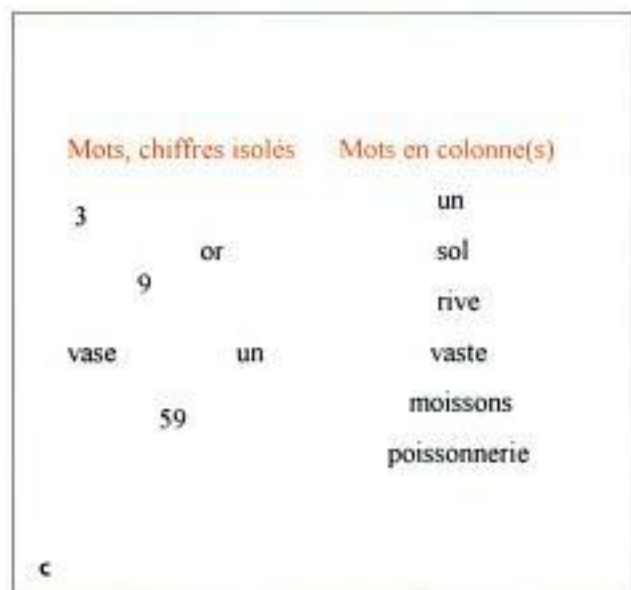 Mots, chiffres isolés
3
or
9
vase un
59
Mots en colonne(s)
un
sol
rive
vaste
moissons
poissonnerie
c